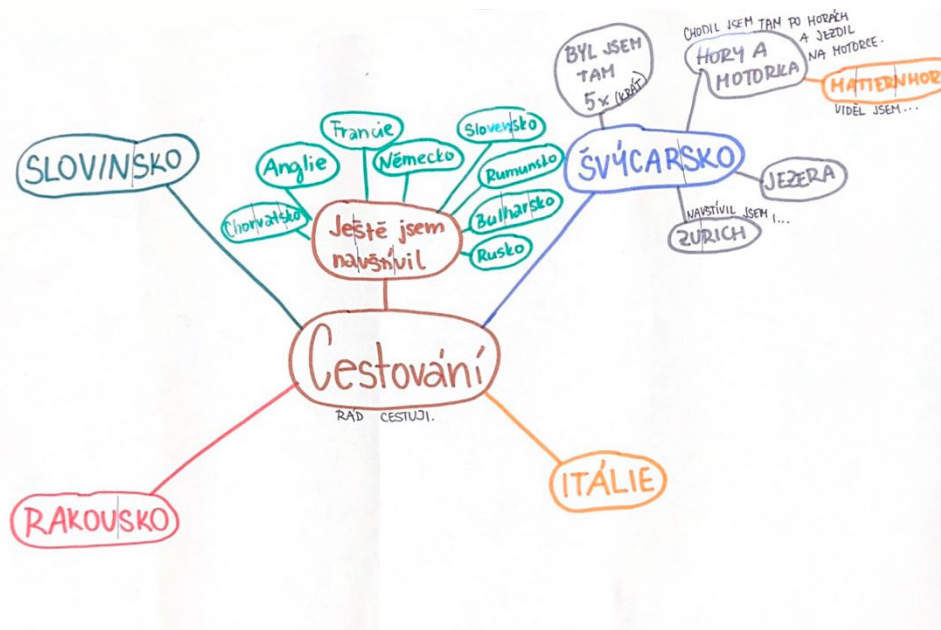 CHODIL JSEM TAM PO HORÁCH
A JEZDIL
NA MOTORCE.
BYL JSEM
TAM
5x (KRÁT)
HORY A
MOTORKA
MATTERNHOR
VIDĚL JSEM...
Francie
Slovensko
SLOVINSKO
Anglie
Německo
Rumunsko
ŠVÝCARSKO
JEZERA
Chorvatsko
Ještě jsem
navštívil
Bulharsko
Rusko
NAVŠTÍVIL JSEM I...
ZURICH
Cestování
RÁD CESTUJI.
ITÁLIE
RAKOUSKO